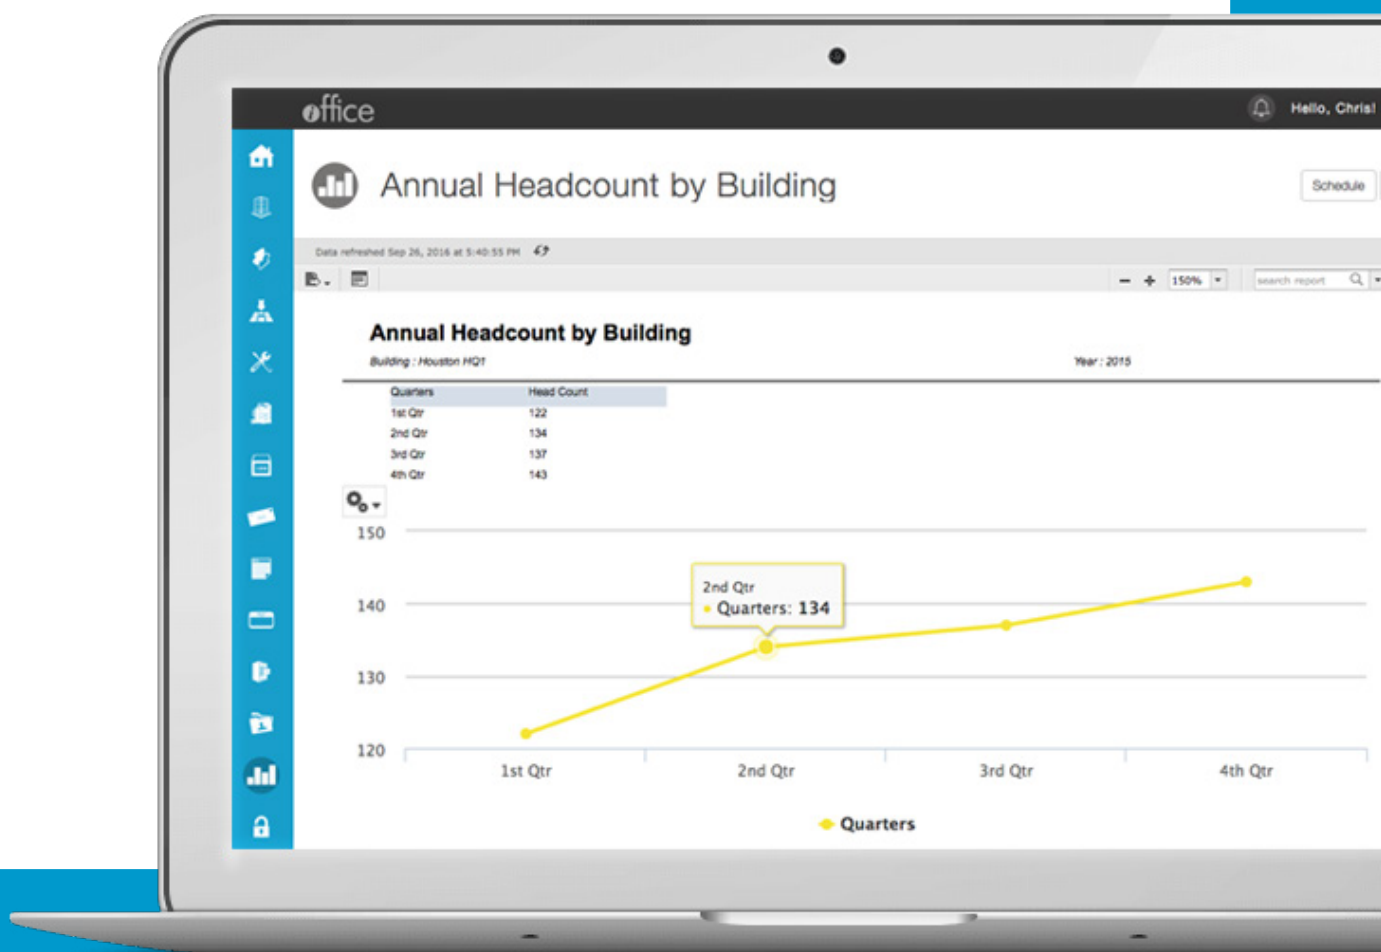 office
Hello, Chris!
Annual Headcount by Building
Schedule
Data refreshed Sep 26, 2016 at 5:40:55 PM
150%
search report
Annual Headcount by Building
Building : Houston HQ1
Year : 2015
Quarters Head Count
1st Qtr 122
2nd Qtr 134
3rd Qtr 137
4th Qtr 143
150
2nd Qtr
Quarters: 134
140
130
120
1st Qtr 2nd Qtr 3rd Qtr 4th Qtr
Quarters